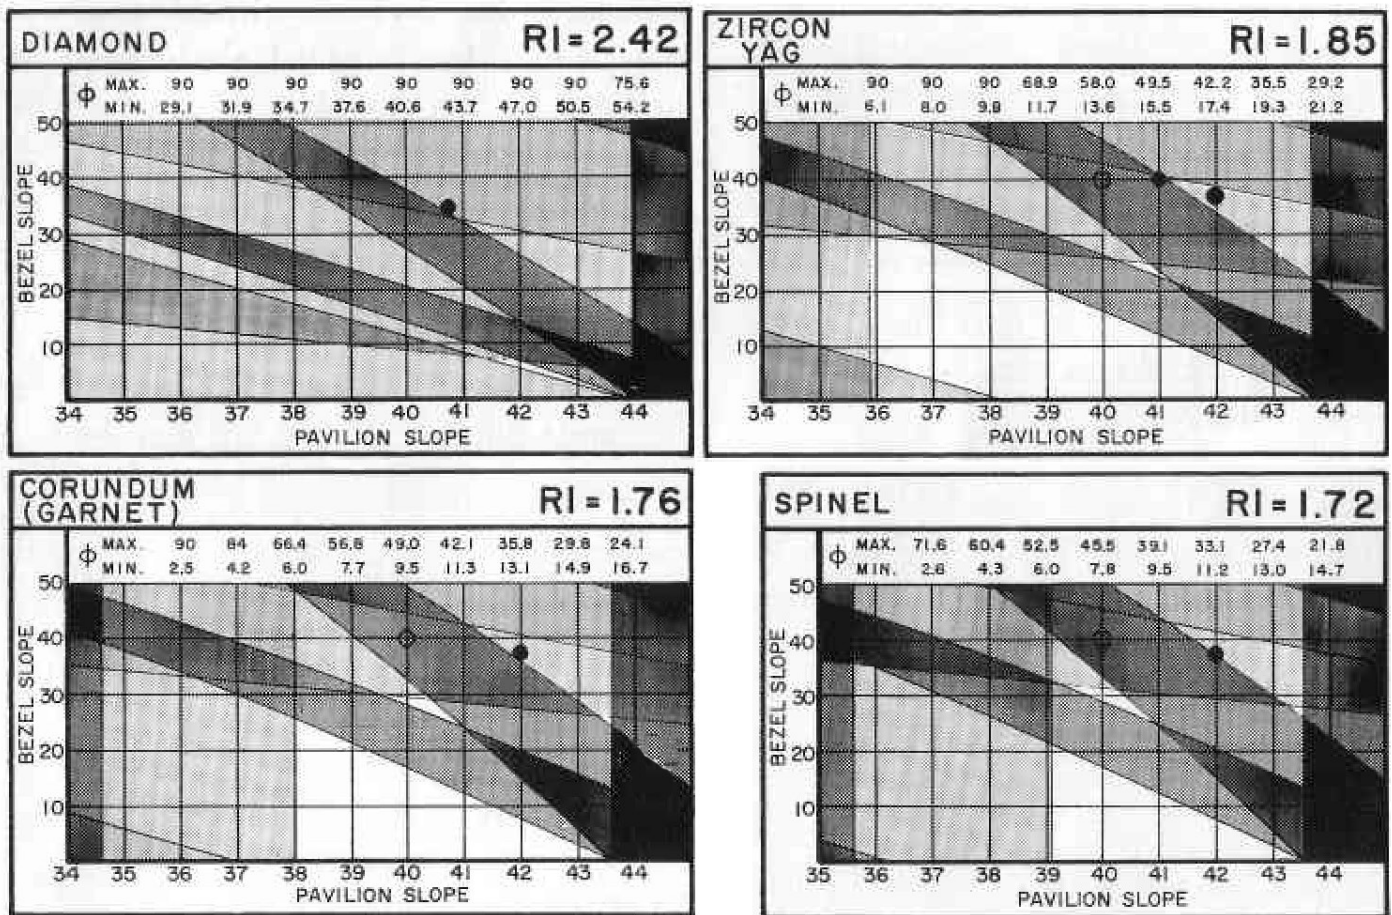 DIAMOND RI = 2.42
ϕ MAX. 90 90 90 90 90 90 90 90 75.6
MIN. 29.1 31.9 34.7 37.6 40.6 43.7 47.0 50.5 54.2
50
40
30
20
10
BEZEL SLOPE
34 35 36 37 38 39 40 41 42 43 44
PAVILION SLOPE
ZIRCON
YAG
RI = 1.85
ϕ MAX. 90 90 90 68.9 58.0 49.5 42.2 35.5 29.2
MIN. 6.1 8.0 9.8 11.7 13.6 15.5 17.4 19.3 21.2
50
40
30
20
10
BEZEL SLOPE
34 35 36 37 38 39 40 41 42 43 44
PAVILION SLOPE
CORUNDUM
(GARNET)
RI = 1.76
ϕ MAX. 90 84 66.4 56.8 49.0 42.1 35.8 29.8 24.1
MIN. 2.5 4.2 6.0 7.7 9.5 11.3 13.1 14.9 16.7
50
40
30
20
10
BEZEL SLOPE
34 35 36 37 38 39 40 41 42 43 44
PAVILION SLOPE
SPINEL RI = 1.72
ϕ MAX. 71.6 60.4 52.5 45.5 39.1 33.1 27.4 21.8
MIN. 2.6 4.3 6.0 7.8 9.5 11.2 13.0 14.7
50
40
30
20
10
BEZEL SLOPE
35 36 37 38 39 40 41 42 43 44
PAVILION SLOPE